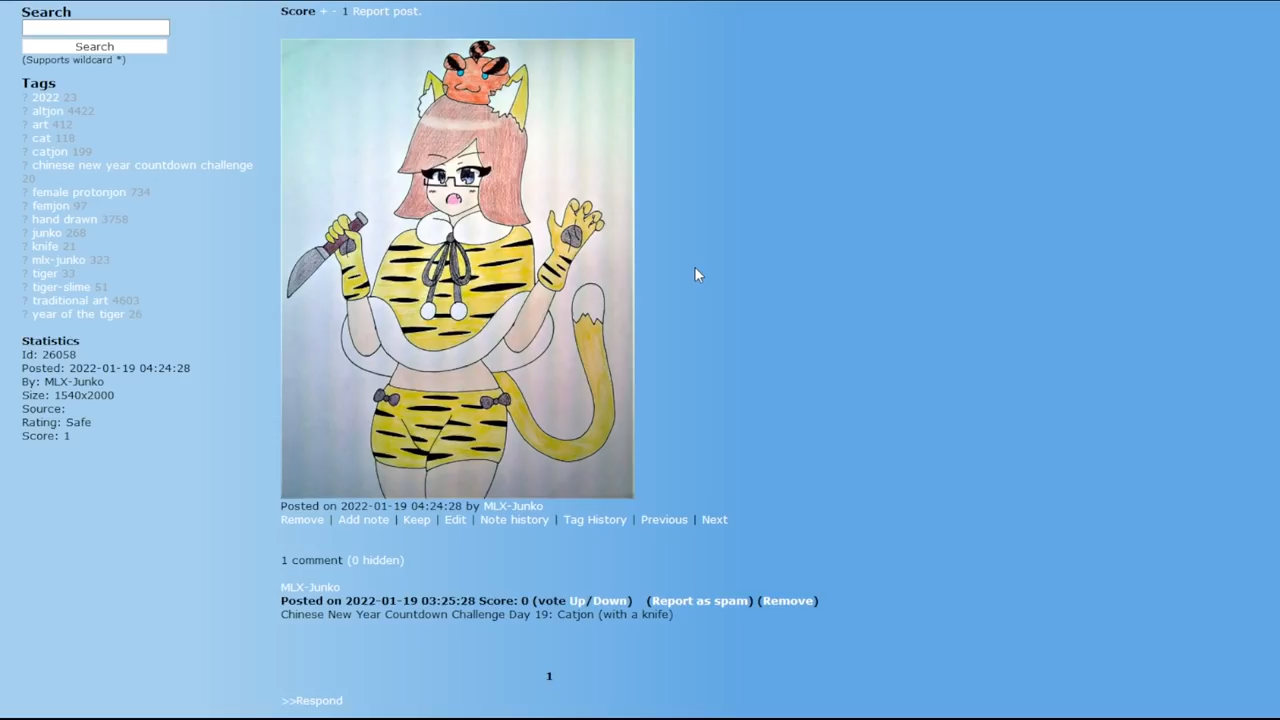 Search
Search
(Supports wildcard *)
Tags
? 2022 23
? altjon 4422
? art 412
? cat 118
? catjon 199
? chinese new year countdown challenge
20
? female protonjon 734
? femjon 97
? hand drawn 3758
? junko 268
? knife 21
? mlx-junko 323
? tiger 33
? tiger-slime 51
? traditional art 4603
? year of the tiger 26
Statistics
Id: 26058
Posted: 2022-01-19 04:24:28
By: MLX-Junko
Size: 1540x2000
Source:
Rating: Safe
Score: 1
Score + - 1 Report post.
Posted on 2022-01-19 04:24:28 by MLX-Junko
Remove | Add note | Keep | Edit | Note history | Tag History | Previous | Next
1 comment (0 hidden)
MLX-Junko
Posted on 2022-01-19 03:25:28 Score: 0 (vote Up/Down) (Report as spam) (Remove)
Chinese New Year Countdown Challenge Day 19: Catjon (with a knife)
1
>>Respond